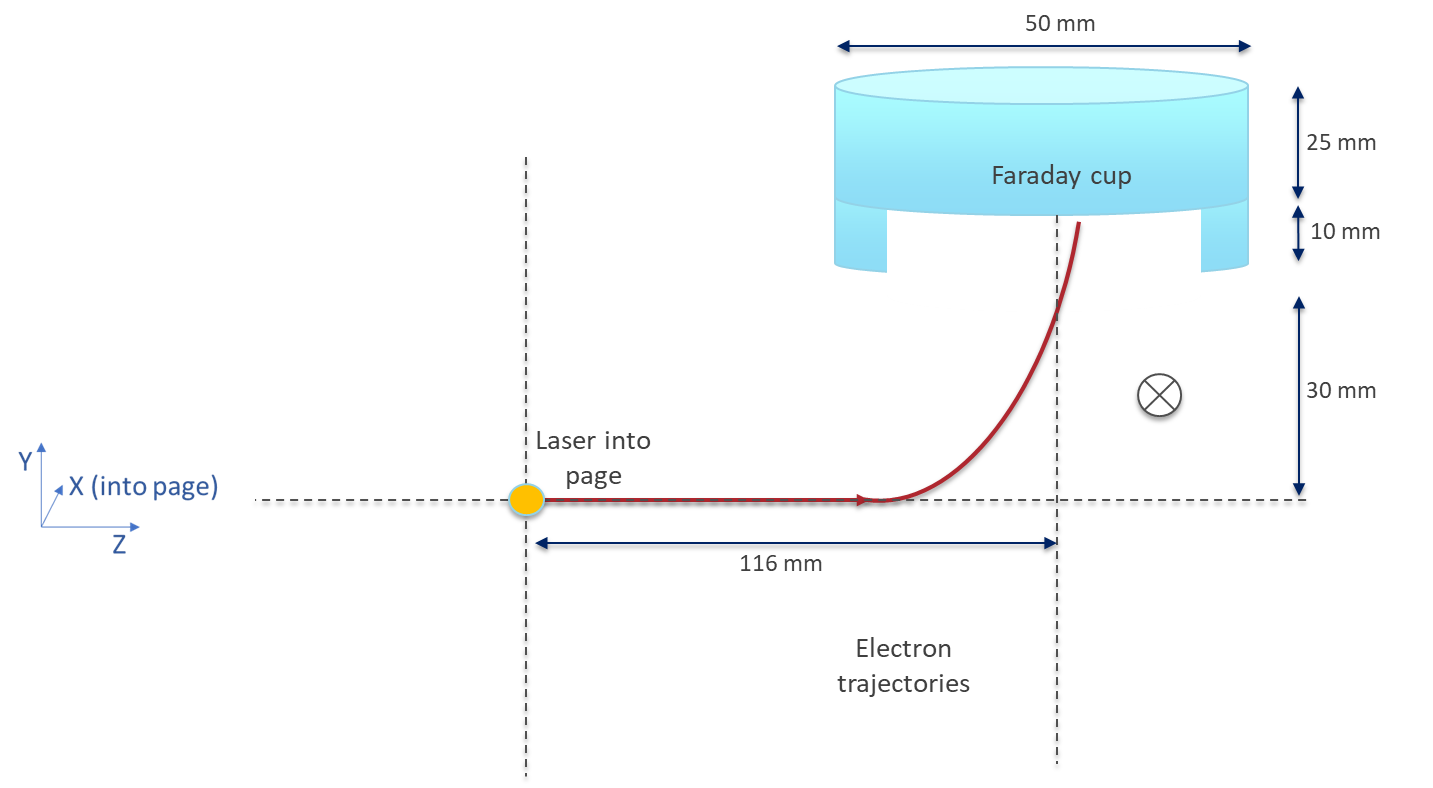 50 mm
25 mm
Faraday cup
10 mm
30 mm
Laser into
page
Y
X (into page)
Z
116 mm
Electron
trajectories